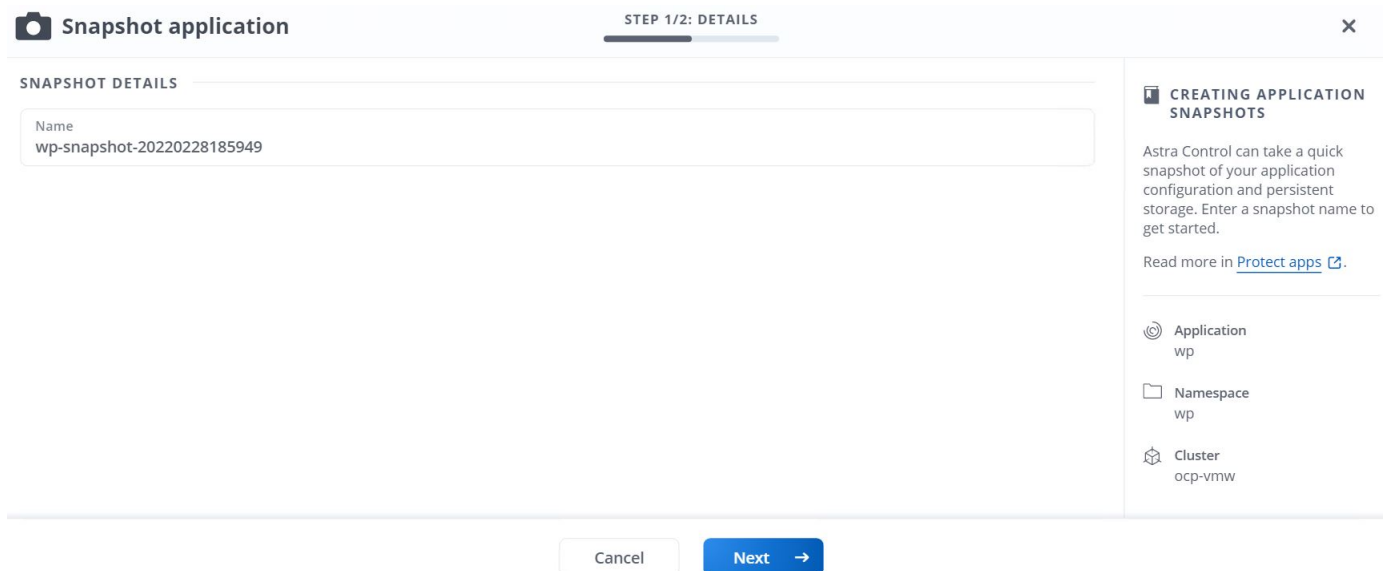 Snapshot application
STEP 1/2: DETAILS
SNAPSHOT DETAILS
Name
wp-snapshot-20220228185949
CREATING APPLICATION
SNAPSHOTS
Astra Control can take a quick
snapshot of your application
configuration and persistent
storage. Enter a snapshot name to
get started.
Read more in Protect apps.
Application
wp
Namespace
wp
Cluster
ocp-vmw
Cancel
Next